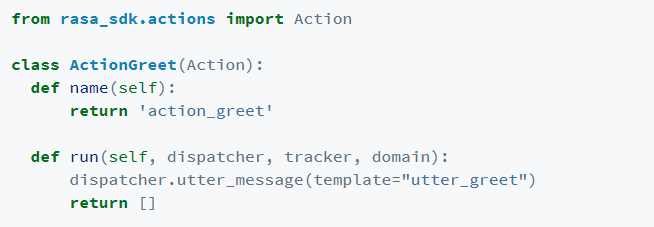 from rasa_sdk.actions import Action
class ActionGreet(Action):
  def name(self):
      return 'action_greet'
  def run(self, dispatcher, tracker, domain):
      dispatcher.utter_message(template="utter_greet")
      return []